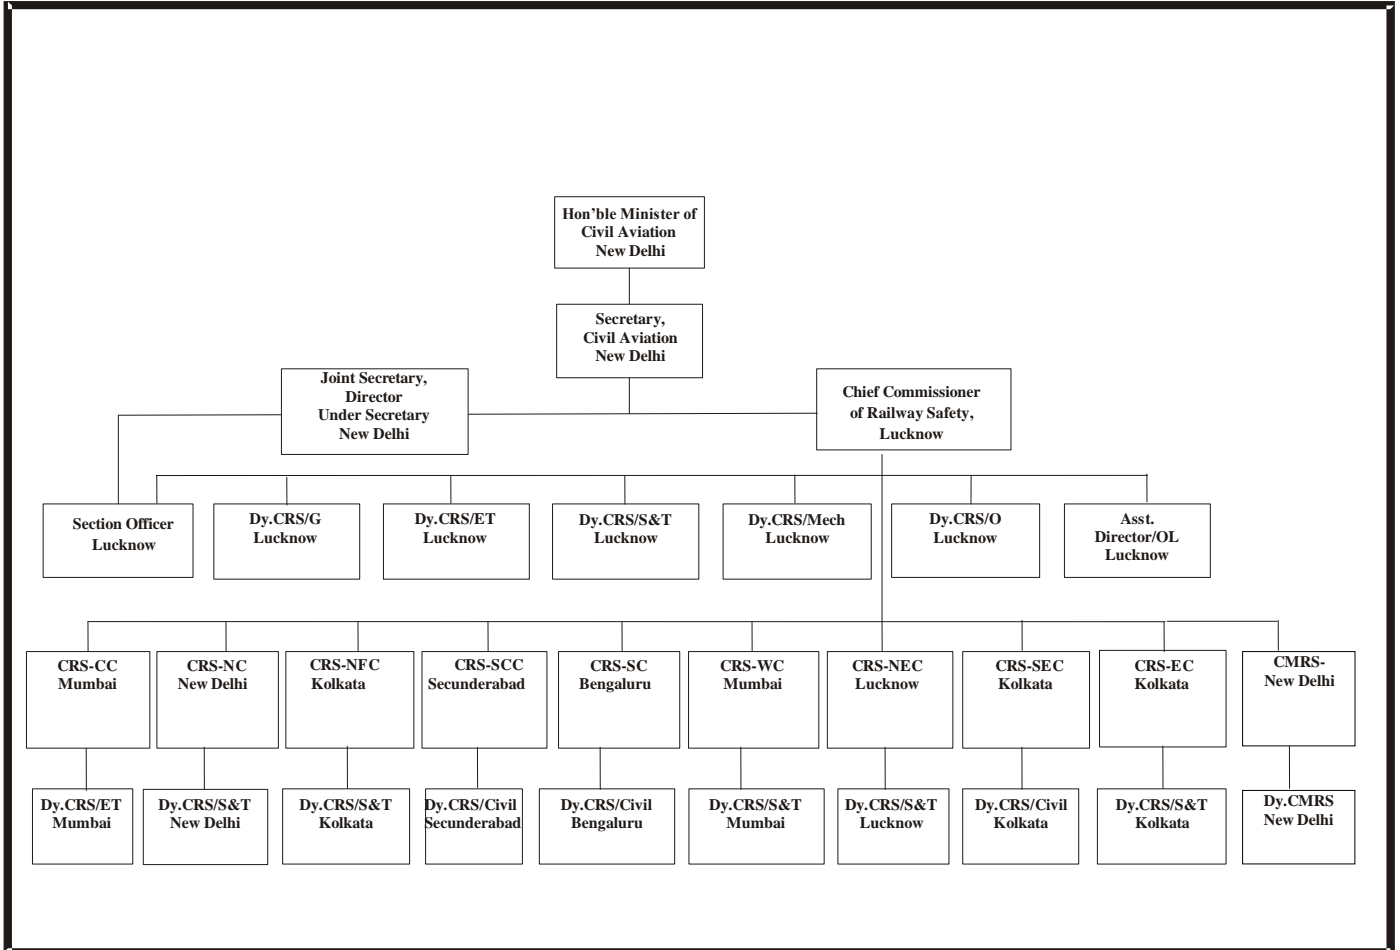 Hon'ble Minister of
Civil Aviation
New Delhi
Secretary,
Civil Aviation
New Delhi
Joint Secretary,
Director
Under Secretary
New Delhi
Chief Commissioner
of Railway Safety,
Lucknow
Section Officer
Lucknow
Dy.CRS/G
Lucknow
Dy.CRS/ET
Lucknow
Dy.CRS/S&T
Lucknow
Dy.CRS/Mech
Lucknow
Dy.CRS/O
Lucknow
Asst.
Director/OL
Lucknow
CRS-CC
Mumbai
CRS-NC
New Delhi
CRS-NFC
Kolkata
CRS-SCC
Secunderabad
CRS-SC
Bengaluru
CRS-WC
Mumbai
CRS-NEC
Lucknow
CRS-SEC
Kolkata
CRS-EC
Kolkata
CMRS-
New Delhi
Dy.CRS/ET
Mumbai
Dy.CRS/S&T
New Delhi
Dy.CRS/S&T
Kolkata
Dy.CRS/Civil
Secunderabad
Dy.CRS/Civil
Bengaluru
Dy.CRS/S&T
Mumbai
Dy.CRS/S&T
Lucknow
Dy.CRS/Civil
Kolkata
Dy.CRS/S&T
Kolkata
Dy.CMRS
New Delhi